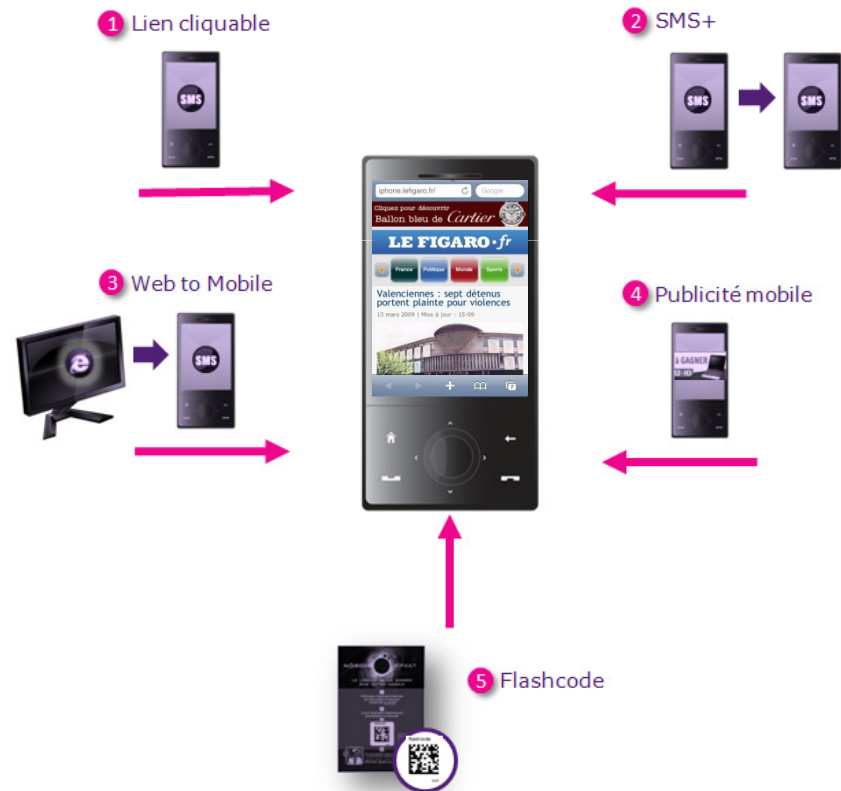 1 Lien cliquable
2 SMS+
SMS
SMS
SMS
iphone.lefigaro.fr/
Google
Cliquez pour découvrir
Ballon bleu de Cartier
LE FIGARO·fr
France
Politique
Monde
Sports
Valenciennes : sept détenus
portent plainte pour violences
13 mars 2009 | Mise à jour : 15:09
3 Web to Mobile
SMS
4 Publicité mobile
à GAGNER
5 Flashcode
flashcode